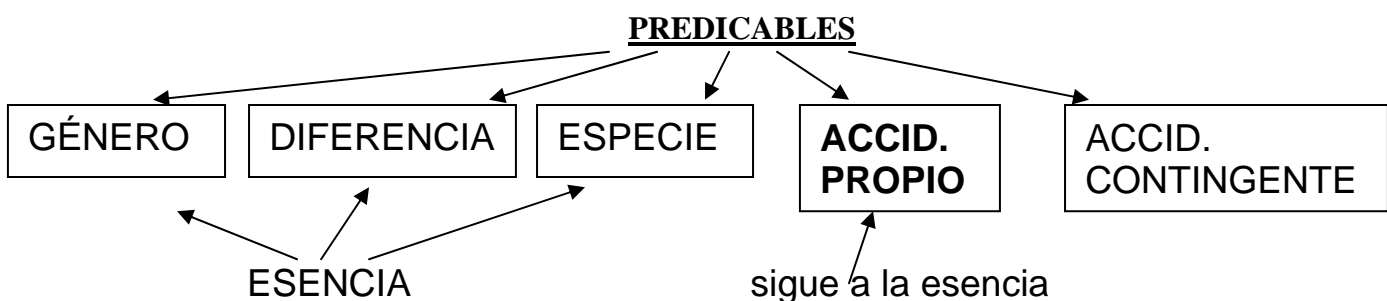 PREDICABLES
GÉNERO
DIFERENCIA
ESPECIE
ACCID.
PROPIO
ACCID.
CONTINGENTE
ESENCIA
sigue a la esencia